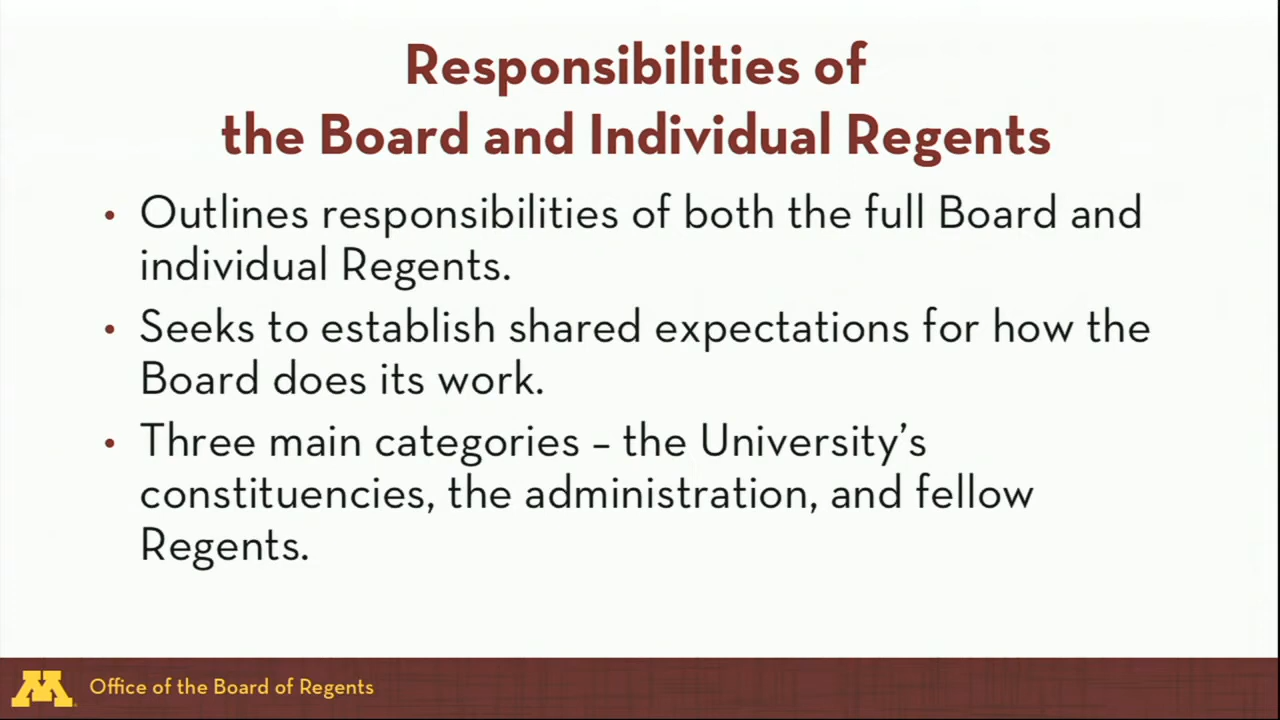 Responsibilities of
the Board and Individual Regents
• Outlines responsibilities of both the full Board and
individual Regents.
• Seeks to establish shared expectations for how the
Board does its work.
• Three main categories – the University’s
constituencies, the administration, and fellow
Regents.
M
Office of the Board of Regents